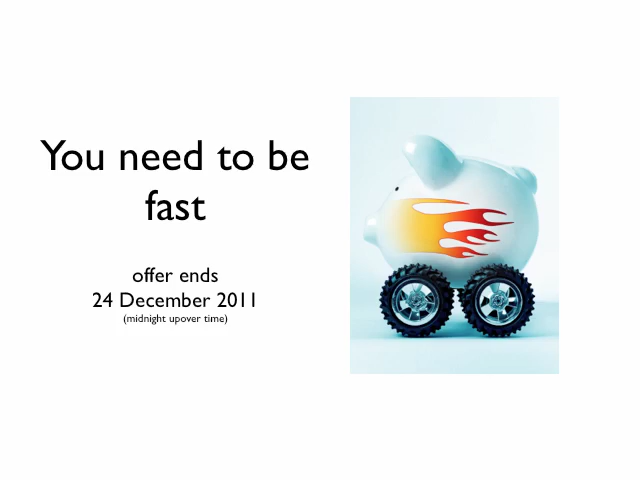 You need to be
fast
offer ends
24 December 2011
(midnight upover time)